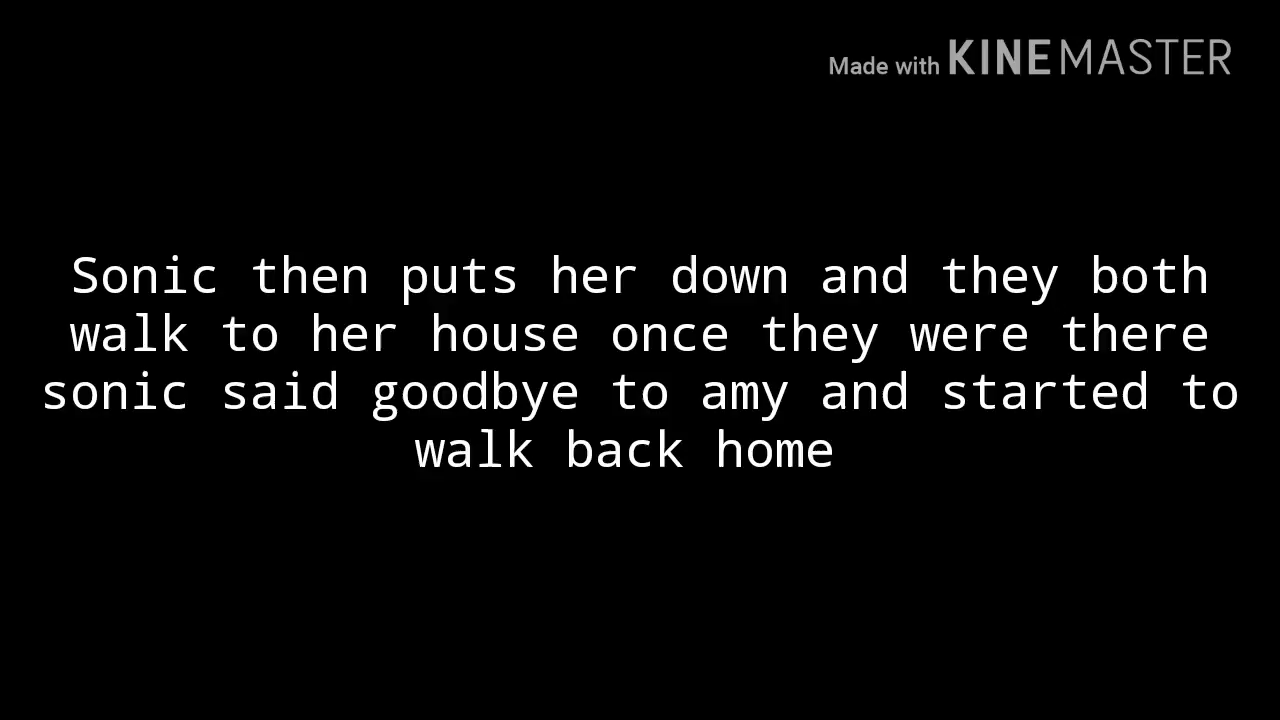 Made with KINEMASTER
Sonic then puts her down and they both
walk to her house once they were there
sonic said goodbye to amy and started to
walk back home